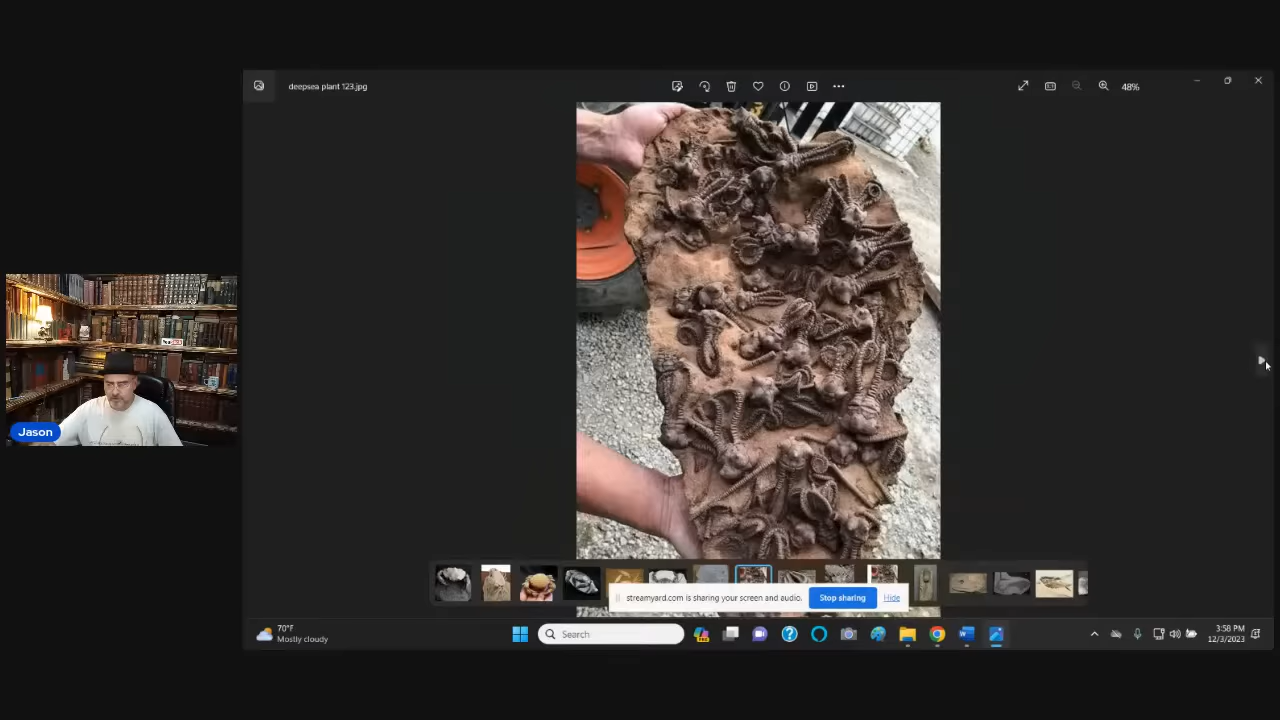 deepsea plant 123.jpg
48%
Jason
streamyard.com is sharing your screen and audio.
Stop sharing
Hide
70°F
Mostly cloudy
Search
3:58 PM
12/3/2023